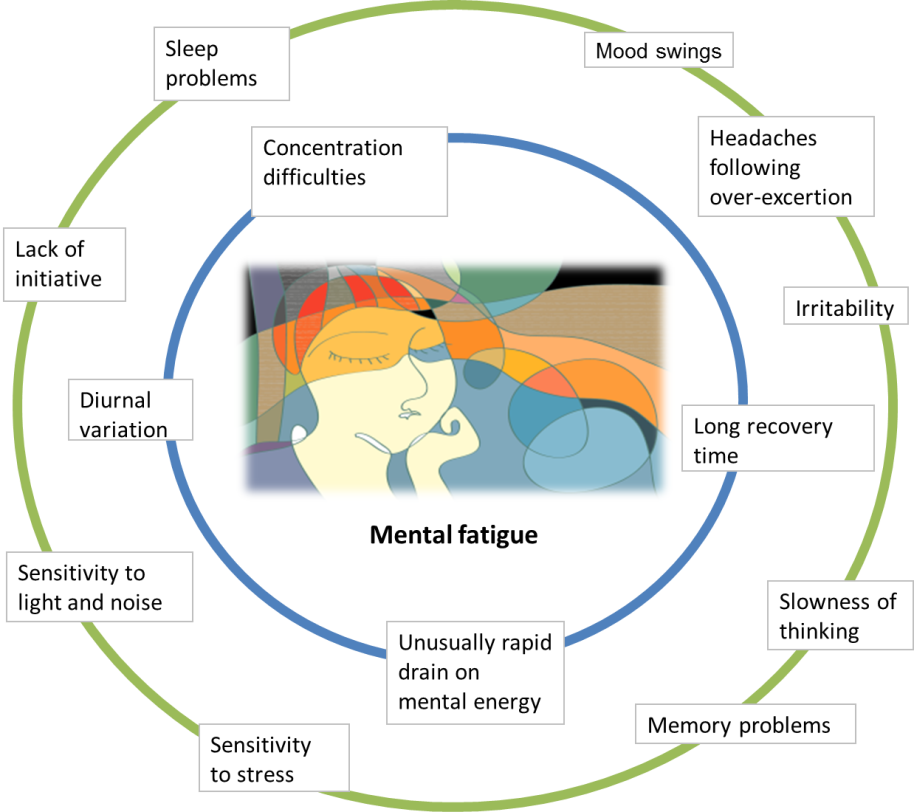 Sleep
problems
Mood swings
Concentration
difficulties
Headaches
following
over-excertion
Lack of
initiative
Irritability
Diurnal
variation
Long recovery
time
Mental fatigue
Sensitivity to
light and noise
Slowness of
thinking
Unusually rapid
drain on
mental energy
Memory problems
Sensitivity
to stress